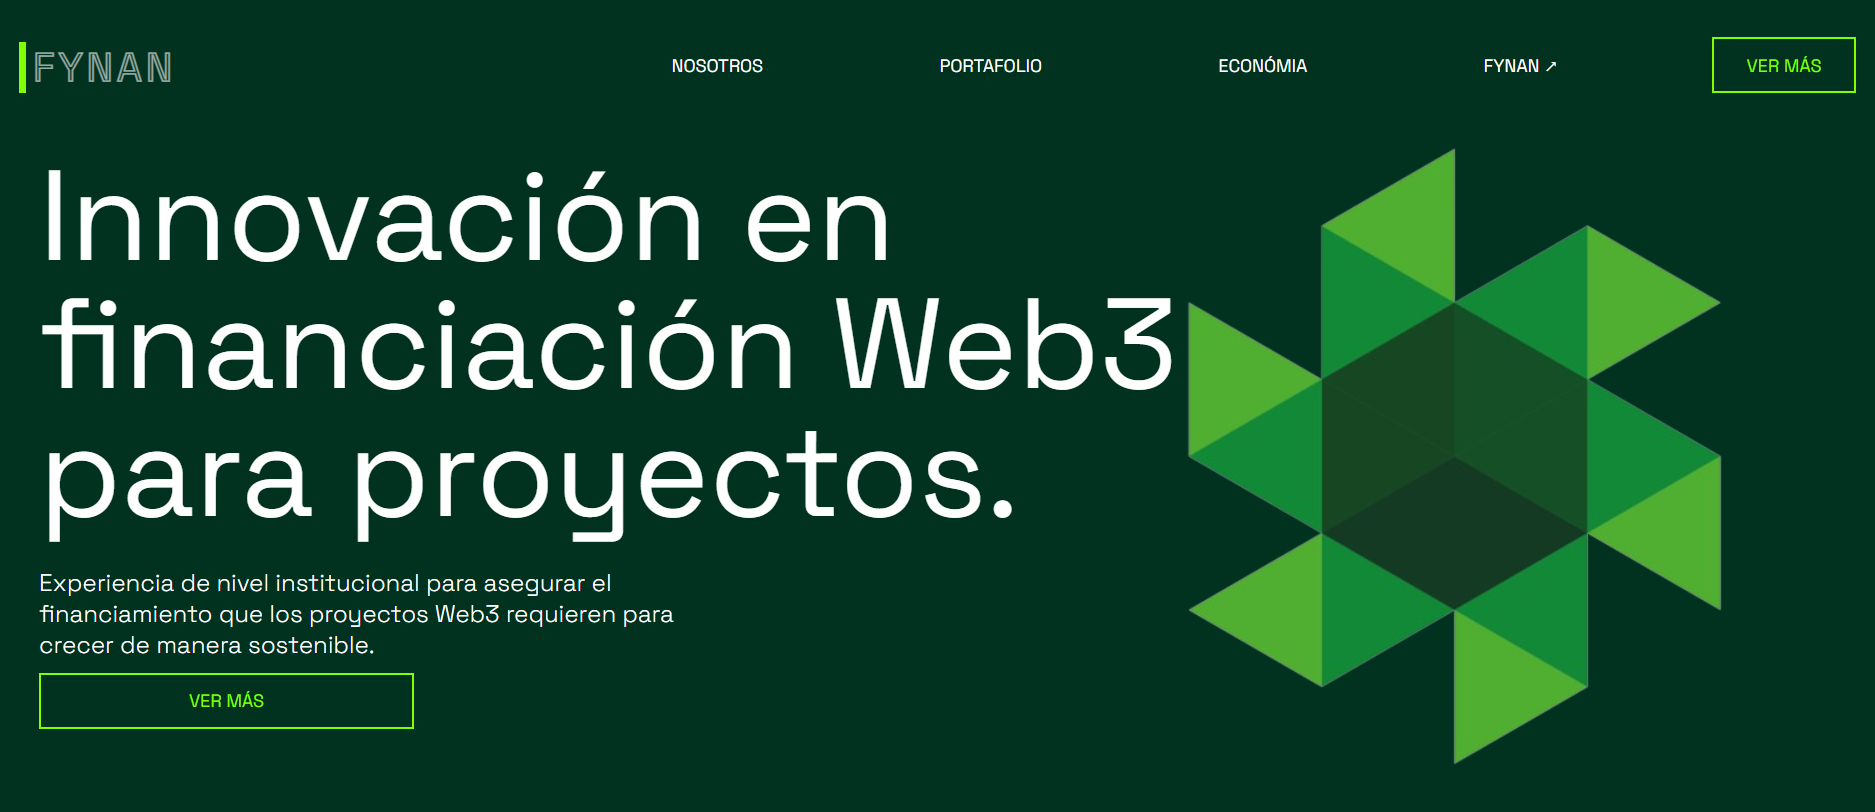 FYNAN
NOSOTROS
PORTAFOLIO
ECONÓMIA
FYNAN ↗
VER MÁS
Innovación en
financiación Web3
para proyectos.
Experiencia de nivel institucional para asegurar el
financiamiento que los proyectos Web3 requieren para
crecer de manera sostenible.
VER MÁS